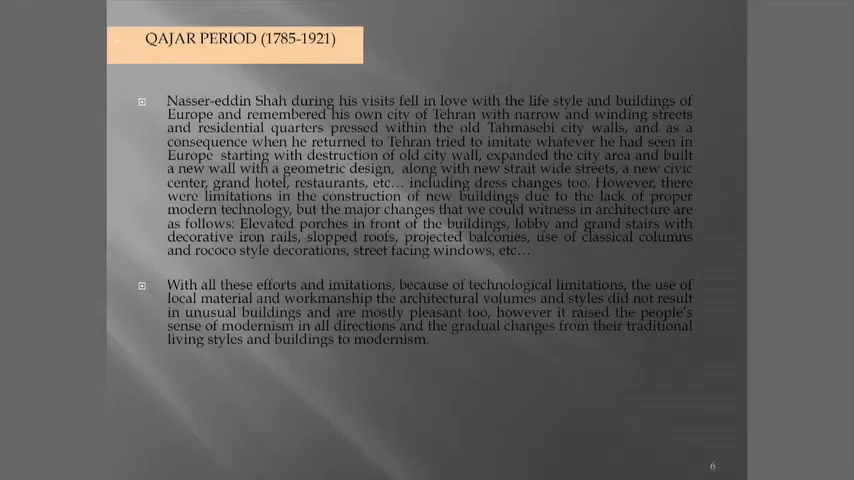 QAJAR PERIOD (1785-1921)
Nasser-eddin Shah during his visits fell in love with the life style and buildings of
Europe and remembered his own city of Tehran with narrow and winding streets
and residential quarters pressed within the old Tahmasebi city walls, and as a
consequence when he returned to Tehran tried to imitate whatever he had seen in
Europe starting with destruction of old city wall, expanded the city area and built
a new wall with a geometric design, along with new strait wide streets, a new civic
center, grand hotel, restaurants, etc… including dress changes too. However, there
were limitations in the construction of new buildings due to the lack of proper
modern technology, but the major changes that we could witness in architecture are
as follows: Elevated porches in front of the buildings, lobby and grand stairs with
decorative iron rails, slopped roofs, projected balconies, use of classical columns
and rococo style decorations, street facing windows, etc…
With all these efforts and imitations, because of technological limitations, the use of
local material and workmanship the architectural volumes and styles did not result
in unusual buildings and are mostly pleasant too, however it raised the people's
sense of modernism in all directions and the gradual changes from their traditional
living styles and buildings to modernism.
6